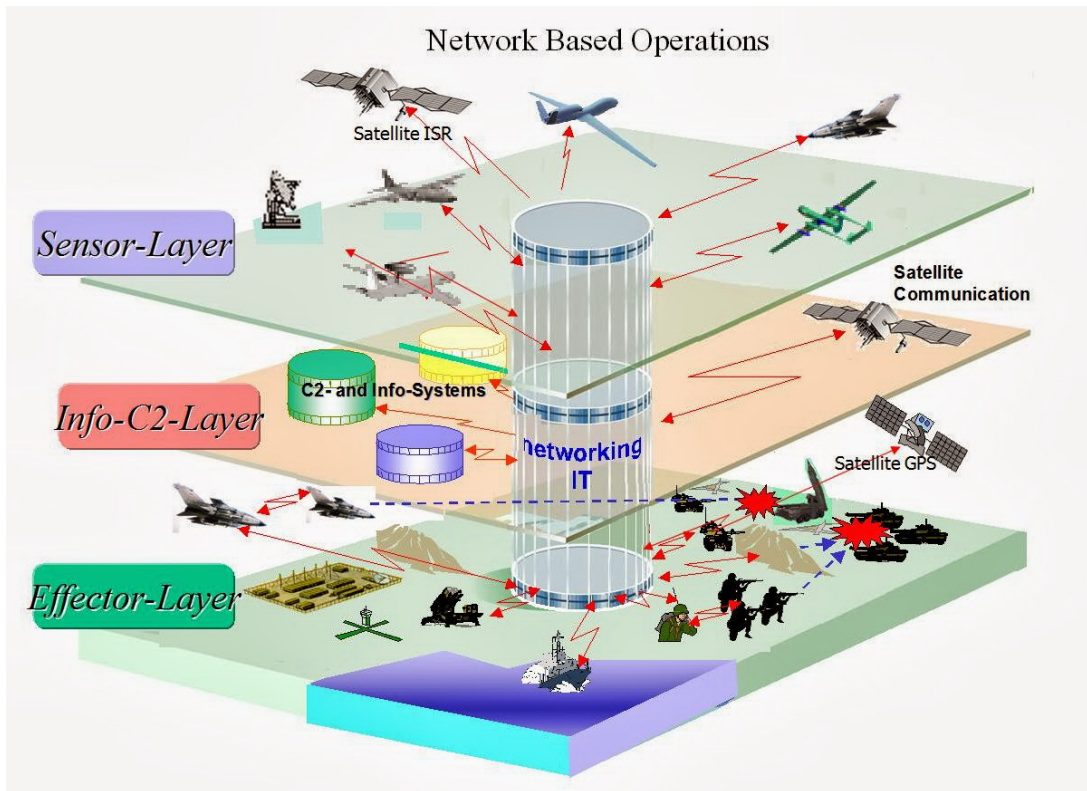 Network Based Operations
Satellite ISR
Sensor-Layer
Satellite
Communication
C2- and Info-Systems
Info-C2-Layer
networking
IT
Satellite GPS
Effector-Layer